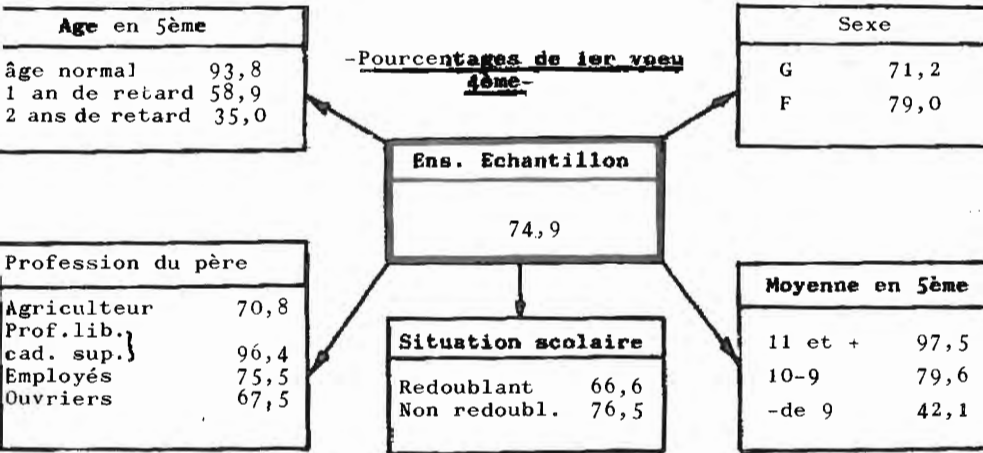 Age en 5ème
âge normal 93,8
1 an de retard 58,9
2 ans de retard 35,0
-Pourcentages de 1er voeu
4ème-
Sexe
G 71,2
F 79,0
Ens. Echantillon
74,9
Profession du père
Agriculteur 70,8
Prof.lib.
cad. sup.} 96,4
Employés 75,5
Ouvriers 67,5
Situation scolaire
Redoublant 66,6
Non redoubl. 76,5
Moyenne en 5ème
11 et + 97,5
10-9 79,6
-de 9 42,1